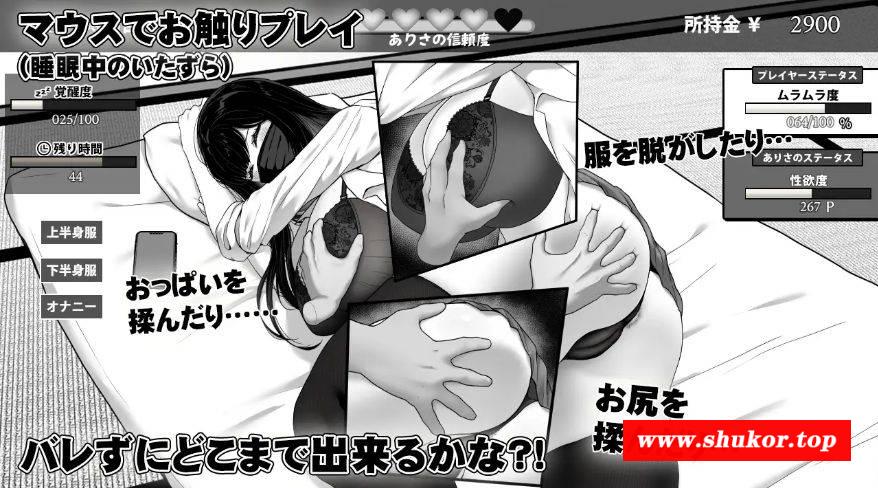 マウスでお触りプレイ
(睡眠中のいたずら)
ありさの信頼度
所持金 ¥ 2900
zzz 覚醒度
025/100
残り時間
44
プレイヤーステータス
ムラムラ度
064/100 %
ありさのステータス
性欲度
267 P
服を脱がしたり…
上半身服
下半身服
オナニー
おっぱいを
揉んだり……
お尻を
揉
www.shukor.top
バレずにどこまで出来るかな?!